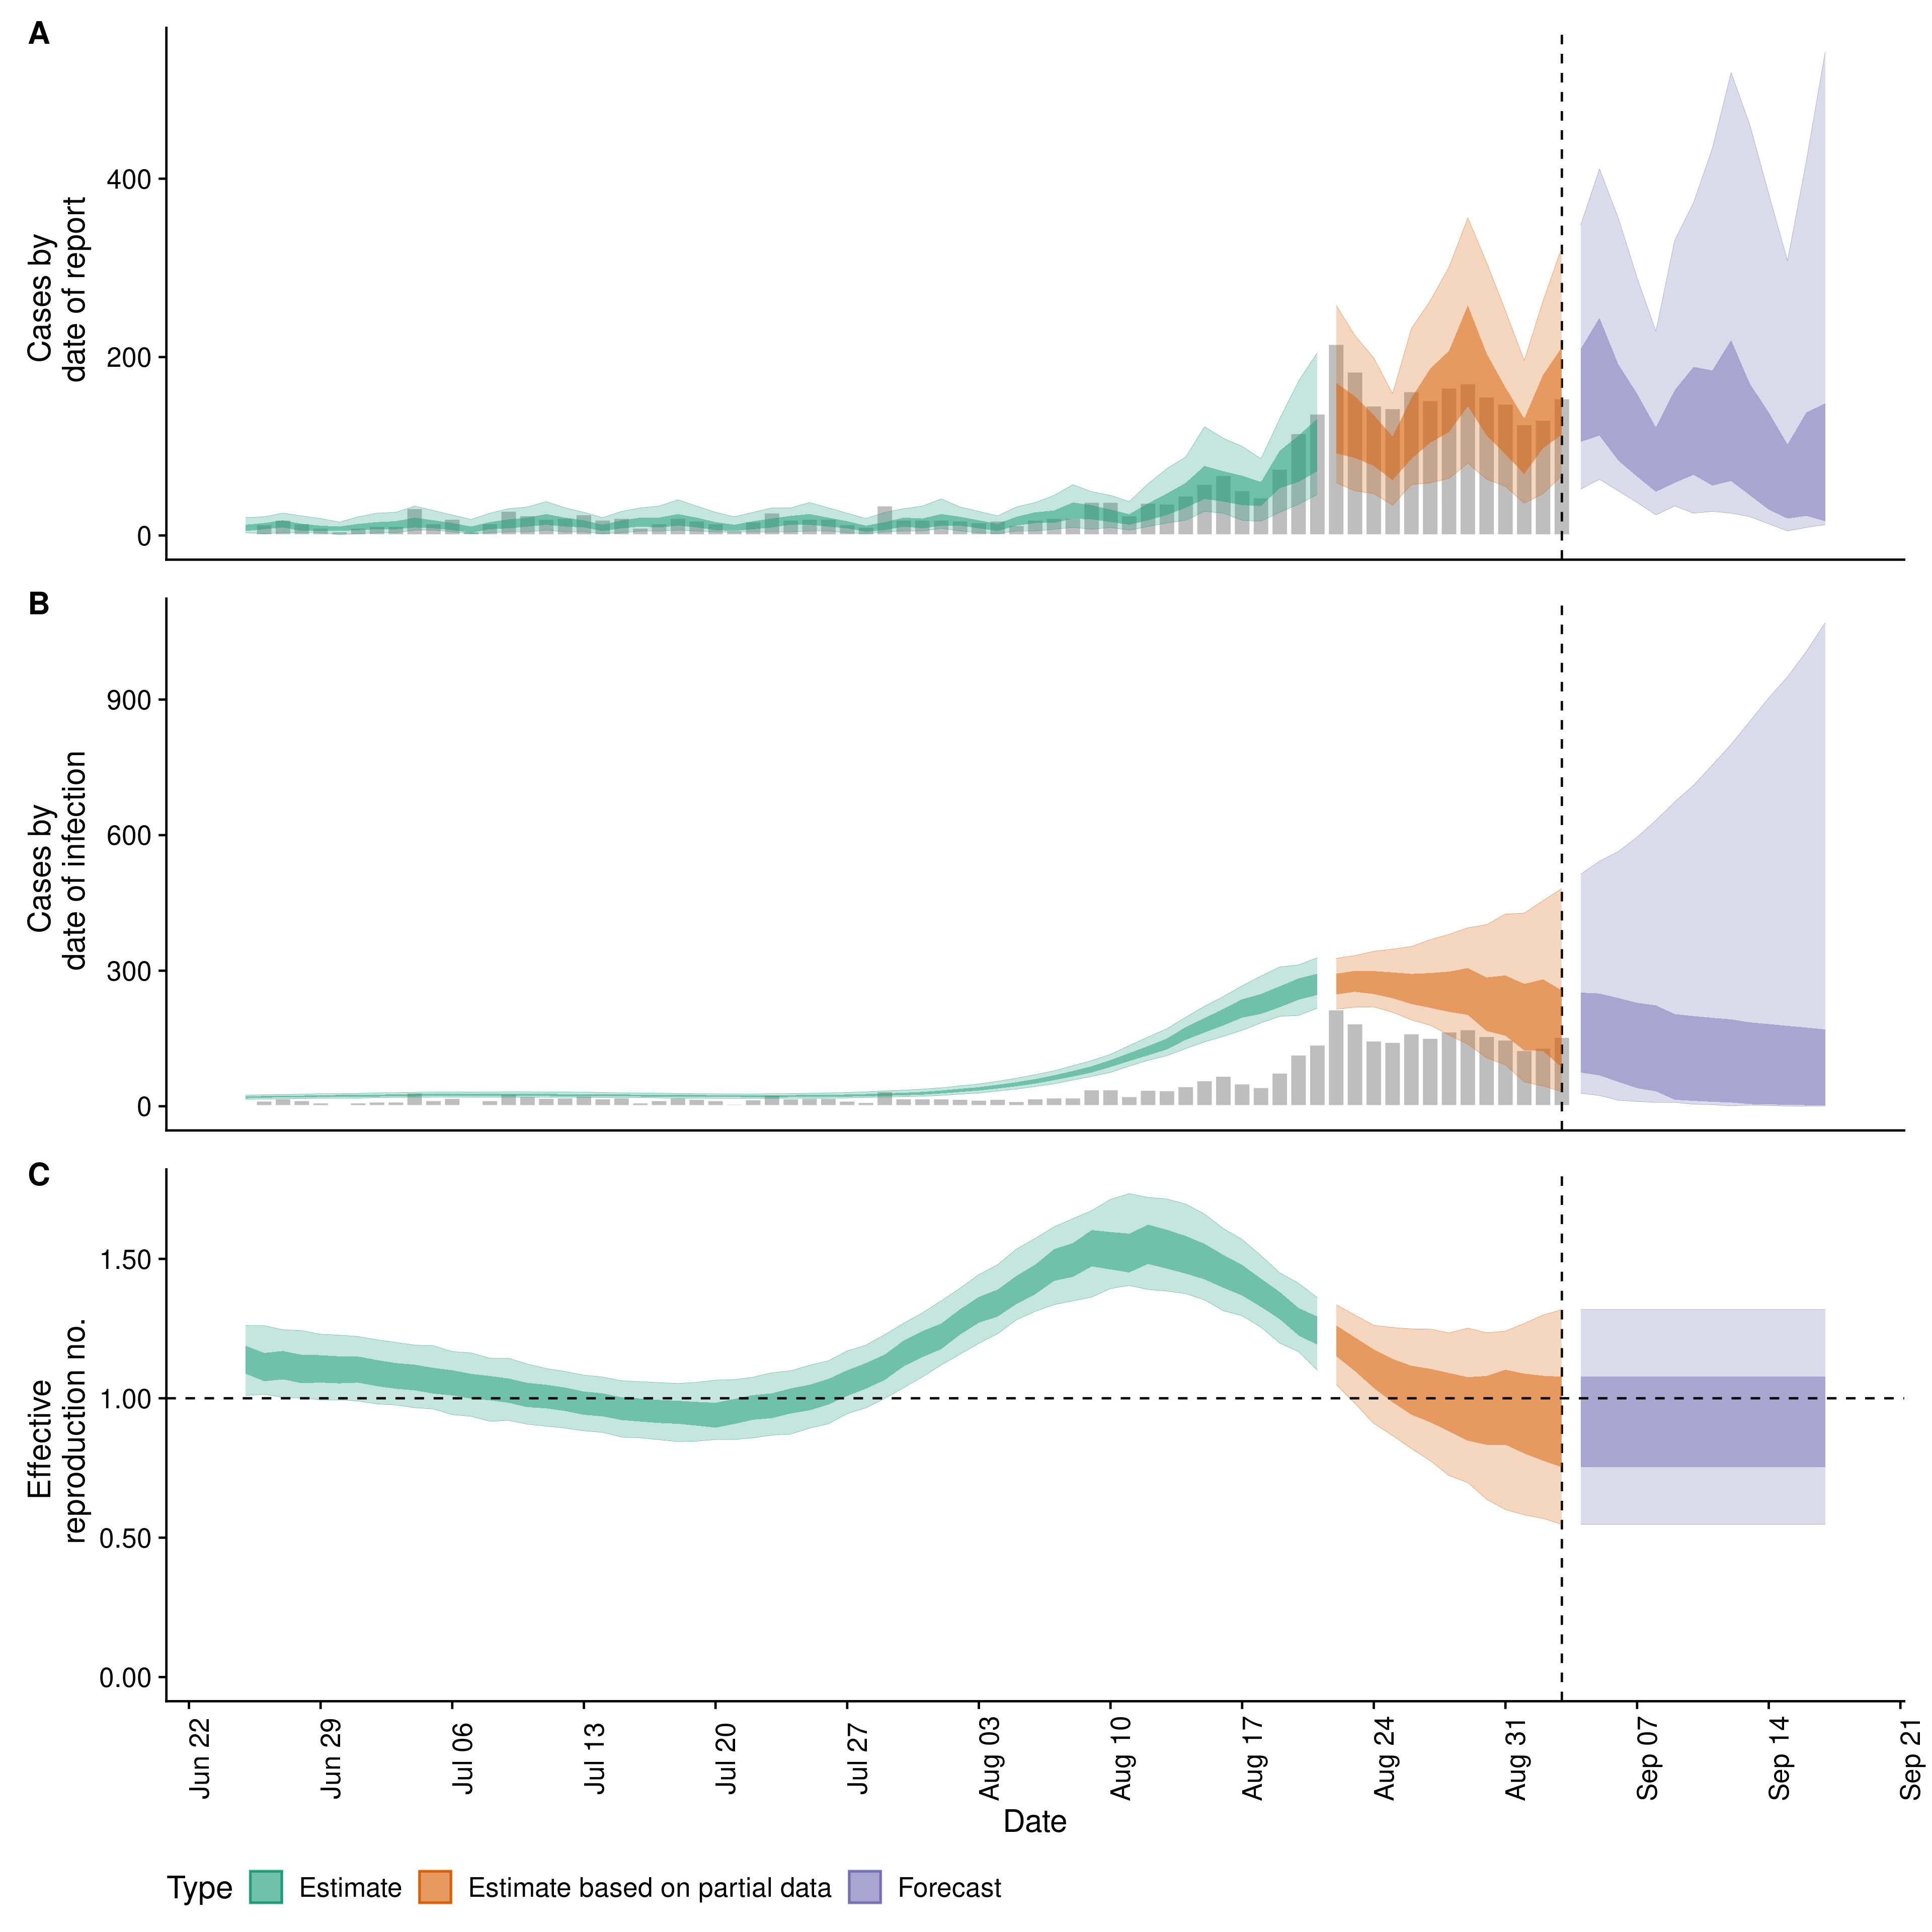 A
Cases by
date of report
400
200
0
B
Cases by
date of infection
900
600
300
0
C
Effective
reproduction no.
1.50
1.00
0.50
0.00
Jun 22
Jun 29
Jul 06
Jul 13
Jul 20
Jul 27
Aug 03
Aug 10
Aug 17
Aug 24
Aug 31
Sep 07
Sep 14
Sep 21
Date
Type Estimate Estimate based on partial data Forecast